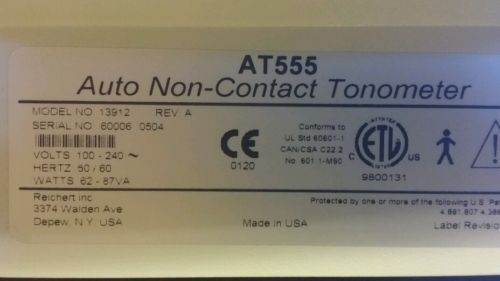 AT555
Auto Non-Contact Tonometer
MODEL NO. 13912 REV. A
SERIAL NO. 60006 0504
VOLTS 100 - 240 ~
HERTZ 50 / 60
WATTS 62 - 87VA
CE
0120
Conforms to
UL Std 60601-1
CAN/CSA C22.2
No. 601.1-M90
INTERTEK
C ETL US
9800131
Reichert inc
3374 Walden Ave
Depew, N.Y. USA
Made in USA
Protected by one or more of the following U.S. Pat
Label Revision